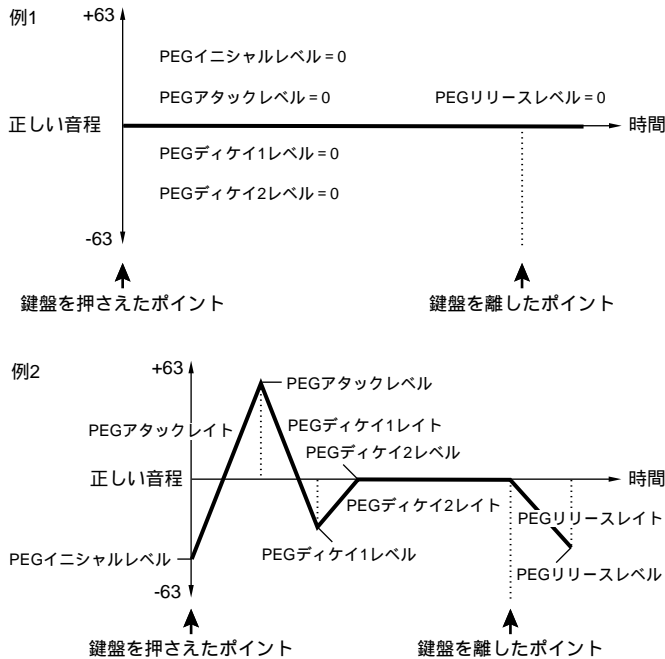 例1
+63
PEGイニシャルレベル = 0
PEGアタックレベル = 0
PEGリリースレベル = 0
正しい音程
時間
PEGディケイ1レベル = 0
PEGディケイ2レベル = 0
-63
鍵盤を押さえたポイント
鍵盤を離したポイント
例2
+63
PEGアタックレベル
PEGアタックレイト
PEGディケイ1レイト
PEGディケイ2レベル
正しい音程
時間
PEGディケイ2レイト
PEGリリースレイト
PEGイニシャルレベル
PEGディケイ1レベル
PEGリリースレベル
-63
鍵盤を押さえたポイント
鍵盤を離したポイント